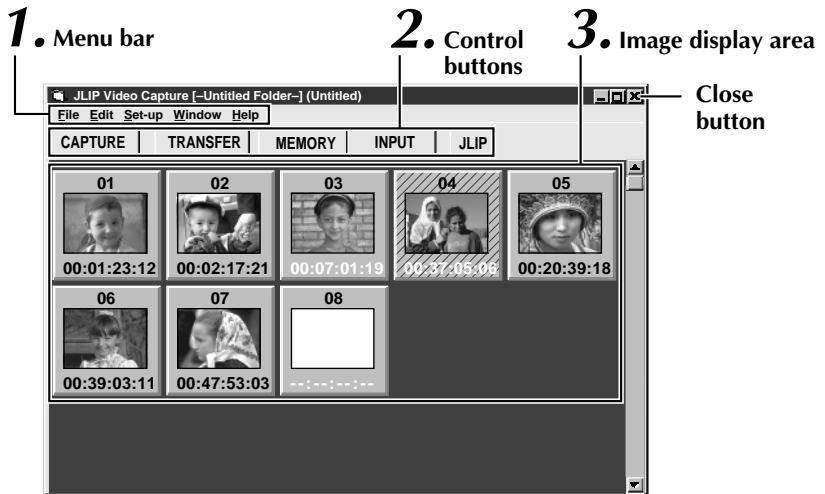 1. Menu bar
2. Control buttons
3. Image display area
JLIP Video Capture [–Untitled Folder–] (Untitled)
Close button
File Edit Set-up Window Help
CAPTURE TRANSFER MEMORY INPUT JLIP
01 02 03 04 05
00:01:23:12 00:02:17:21 00:07:01:19 00:37:05:06 00:20:39:18
06 07 08
00:39:03:11 00:47:53:03 --:--:--:--